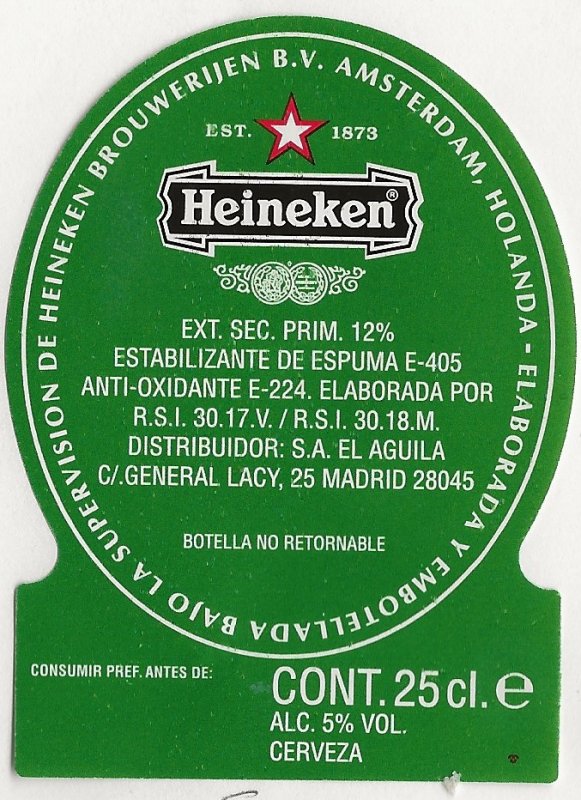 ELABORADA Y EMBOTELLADA BAJO LA SUPERVISION DE HEINEKEN BROUWERIJEN B.V. AMSTERDAM, HOLANDA -
EST. 1873
Heineken®
EXT. SEC. PRIM. 12%
ESTABILIZANTE DE ESPUMA E-405
ANTI-OXIDANTE E-224. ELABORADA POR
R.S.I. 30.17.V. / R.S.I. 30.18.M.
DISTRIBUIDOR: S.A. EL AGUILA
C/.GENERAL LACY, 25 MADRID 28045
BOTELLA NO RETORNABLE
CONSUMIR PREF. ANTES DE:
CONT. 25 cl. ℮
ALC. 5% VOL.
CERVEZA